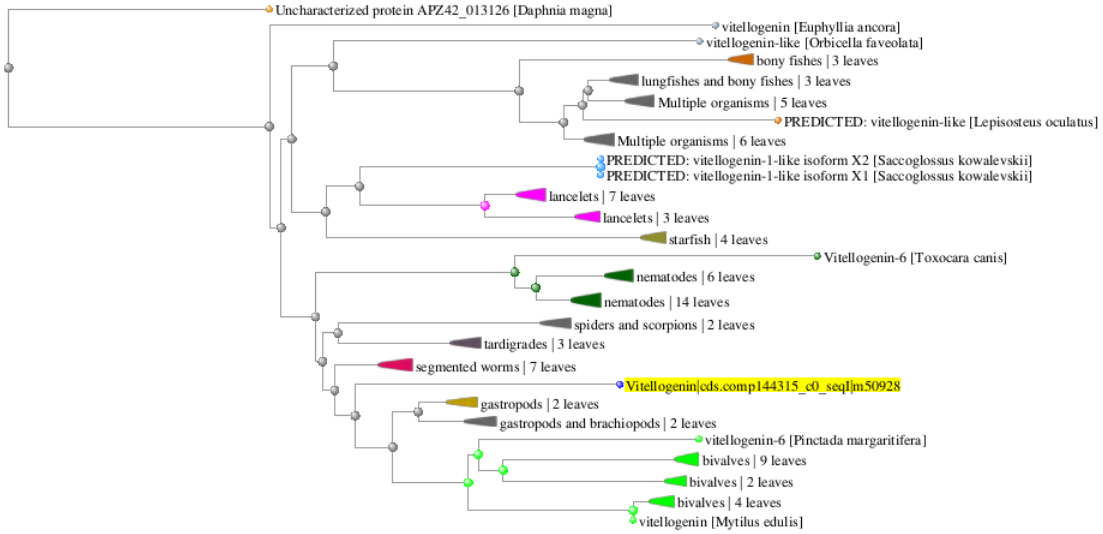 Uncharacterized protein APZ42_013126 [Daphnia magna]
vitellogenin [Euphyllia ancora]
vitellogenin-like [Orbicella faveolata]
bony fishes | 3 leaves
lungfishes and bony fishes | 3 leaves
Multiple organisms | 5 leaves
PREDICTED: vitellogenin-like [Lepisosteus oculatus]
Multiple organisms | 6 leaves
PREDICTED: vitellogenin-1-like isoform X2 [Saccoglossus kowalevskii]
PREDICTED: vitellogenin-1-like isoform X1 [Saccoglossus kowalevskii]
lancelets | 7 leaves
lancelets | 3 leaves
starfish | 4 leaves
Vitellogenin-6 [Toxocara canis]
nematodes | 6 leaves
nematodes | 14 leaves
spiders and scorpions | 2 leaves
tardigrades | 3 leaves
segmented worms | 7 leaves
Vitellogenin|cds.comp144315_c0_seq1|m50928
gastropods | 2 leaves
gastropods and brachiopods | 2 leaves
vitellogenin-6 [Pinctada margaritifera]
bivalves | 9 leaves
bivalves | 2 leaves
bivalves | 4 leaves
vitellogenin [Mytilus edulis]